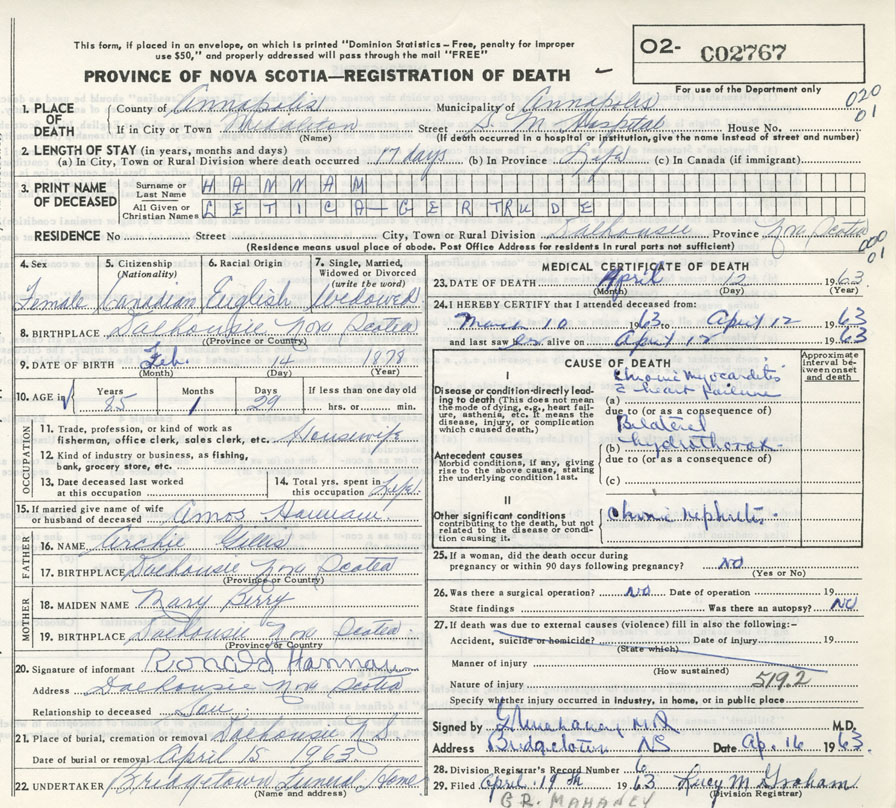 This form, if placed in an envelope, on which is printed "Dominion Statistics—Free, penalty for improper
use $50," and properly addressed will pass through the mail "FREE"
O2- C02767
PROVINCE OF NOVA SCOTIA—REGISTRATION OF DEATH
For use of the Department only
020
01
1. PLACE OF DEATH
County of Annapolis Municipality of Annapolis
If in City or Town Middleton Street S. M Hospital House No.
(Name) (If death occurred in a hospital or institution, give the name instead of street and number)
2. LENGTH OF STAY (in years, months and days)
(a) In City, Town or Rural Division where death occurred 17 days (b) In Province Life (c) In Canada (if immigrant)
3. PRINT NAME OF DECEASED
Surname or Last Name HANNAM
All Given or Christian Names LETICA—GERTRUDE
RESIDENCE No Street City, Town or Rural Division Dalhousie Province Nova Scotia
(Residence means usual place of abode. Post Office Address for residents in rural parts not sufficient)
000
01
4. Sex 5. Citizenship (Nationality) 6. Racial Origin 7. Single, Married, Widowed or Divorced (write the word)
Female Canadian English Widowed
8. BIRTHPLACE Dalhousie Nova Scotia
(Province or Country)
9. DATE OF BIRTH Feb. 14 1878
(Month) (Day) (Year)
10. AGE in Years Months Days If less than one day old
85 1 29 hrs. or min.
OCCUPATION
11. Trade, profession, or kind of work as
fisherman, office clerk, sales clerk, etc. Housewife
12. Kind of industry or business, as fishing,
bank, grocery store, etc.
13. Date deceased last worked
at this occupation
14. Total yrs. spent in
this occupation Life
15. If married give name of wife
or husband of deceased Amos Hannam
FATHER
16. NAME Archie Gillis
17. BIRTHPLACE Dalhousie Nova Scotia
(Province or Country)
MOTHER
18. MAIDEN NAME Mary Berry
19. BIRTHPLACE Dalhousie Nova Scotia
(Province or Country)
20. Signature of informant Ronald Hannam
Address Dalhousie Nova Scotia
Relationship to deceased Son
21. Place of burial, cremation or removal Dalhousie N.S
Date of burial or removal April 15 1963
22. UNDERTAKER Bridgetown Funeral Home
(Name and address)
MEDICAL CERTIFICATE OF DEATH
23. DATE OF DEATH April 12 1963
(Month) (Day) (Year)
24. I HEREBY CERTIFY that I attended deceased from:
March 10 1963 to April 12 1963
and last saw her alive on April 12 1963
CAUSE OF DEATH
Approximate interval between onset and death
I
Disease or condition directly leading to death (This does not mean the mode of dying, e.g., heart failure, asthenia, etc. It means the disease, injury, or complication which caused death.)
Chronic myocarditis
(a) c heart failure
due to (or as a consequence of)
Antecedent causes
Morbid conditions, if any, giving rise to the above cause, stating the underlying condition last.
Bilateral
(b) hydrothorax
due to (or as a consequence of)
(c)
II
Other significant conditions
contributing to the death, but not related to the disease or condition causing it.
Chronic nephritis
25. If a woman, did the death occur during
pregnancy or within 90 days following pregnancy? NO
(Yes or No)
26. Was there a surgical operation? NO Date of operation 19
State findings Was there an autopsy? NO
27. If death was due to external causes (violence) fill in also the following:—
Accident, suicide or homicide? Date of injury 19
(State which)
Manner of injury
(How sustained)
Nature of injury 519.2
Specify whether injury occurred in industry, in home, or in public place
Signed by G R Mahaney M.D M.D.
Address Bridgetown NS Date Ap. 16 1963
28. Division Registrar's Record Number 6
29. Filed April 19th 1963 Lucy M Graham
(Division Registrar)
G.R. MAHANEY